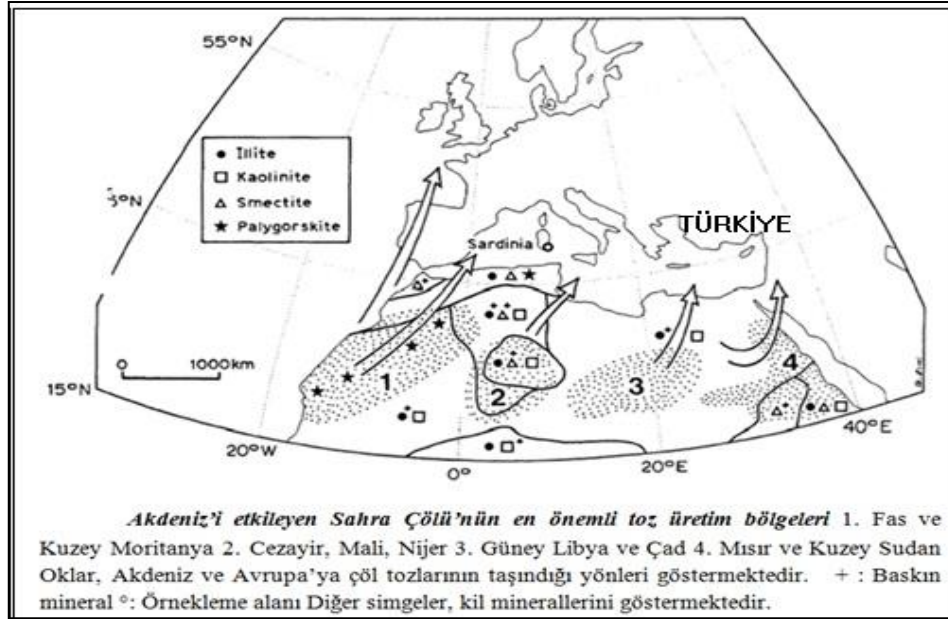 55°N
İllite
Kaolinite
Smectite
Palygorskite
3°N
TÜRKİYE
Sardinia
0 1000km
15°N
1
2
3
4
20°W
0°
20°E
40°E
Akdeniz’i etkileyen Sahra Çölü’nün en önemli toz üretim bölgeleri 1. Fas ve
Kuzey Moritanya 2. Cezayir, Mali, Nijer 3. Güney Libya ve Çad 4. Mısır ve Kuzey Sudan
Oklar, Akdeniz ve Avrupa’ya çöl tozlarının taşındığı yönleri göstermektedir. + : Baskın
mineral °: Örnekleme alanı Diğer simgeler, kil minerallerini göstermektedir.